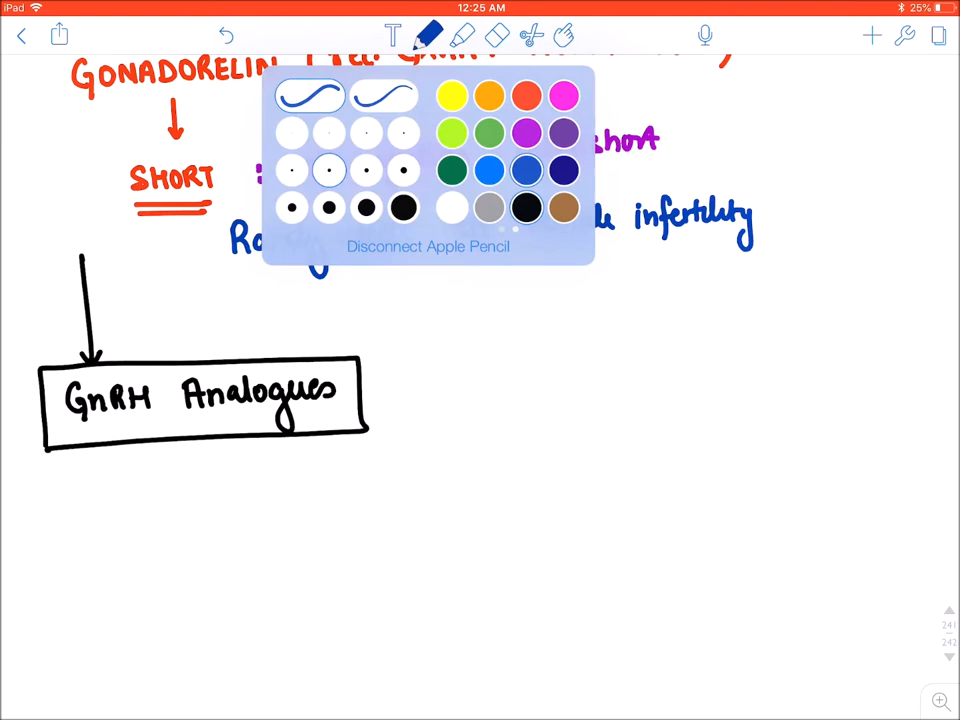 iPad 12:25 AM 25%
T
GONADORELIN
SHORT short
infertility
Disconnect Apple Pencil
GnRH Analogues
241
242